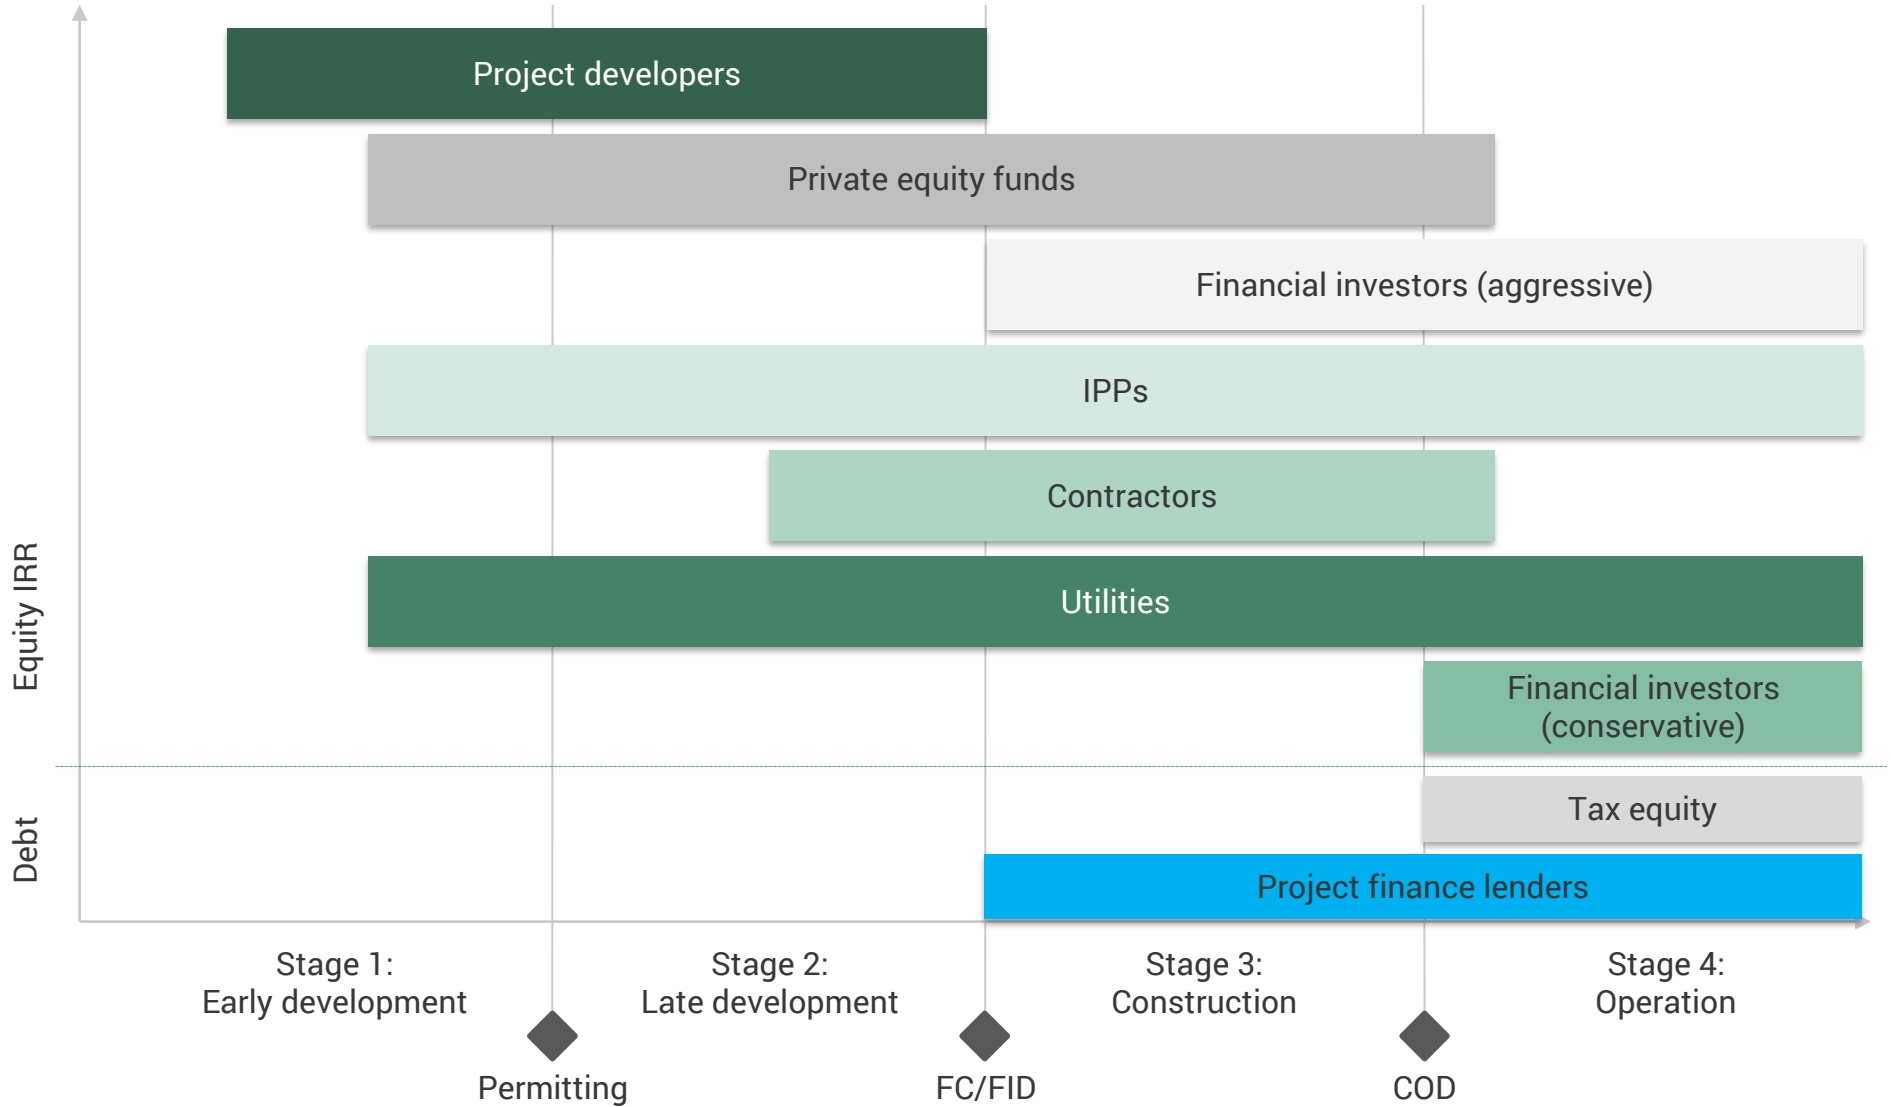 Project developers
Private equity funds
Financial investors (aggressive)
IPPs
Contractors
Utilities
Financial investors
(conservative)
Tax equity
Project finance lenders
Equity IRR
Debt
Stage 1:
Early development
Stage 2:
Late development
Stage 3:
Construction
Stage 4:
Operation
Permitting
FC/FID
COD